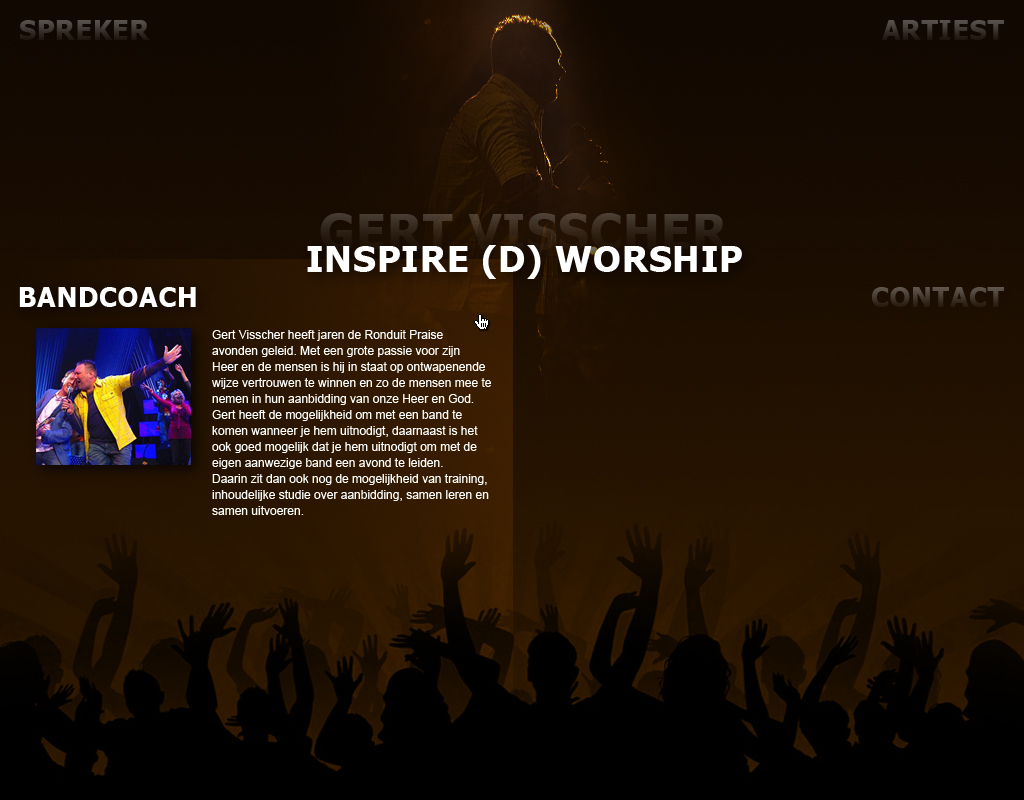 SPREKER
ARTIEST
GERT VISSCHER
INSPIRE (D) WORSHIP
BANDCOACH
CONTACT
Gert Visscher heeft jaren de Ronduit Praise
avonden geleid. Met een grote passie voor zijn
Heer en de mensen is hij in staat op ontwapenende
wijze vertrouwen te winnen en zo de mensen mee te
nemen in hun aanbidding van onze Heer en God.
Gert heeft de mogelijkheid om met een band te
komen wanneer je hem uitnodigt, daarnaast is het
ook goed mogelijk dat je hem uitnodigt om met de
eigen aanwezige band een avond te leiden.
Daarin zit dan ook nog de mogelijkheid van training,
inhoudelijke studie over aanbidding, samen leren en
samen uitvoeren.